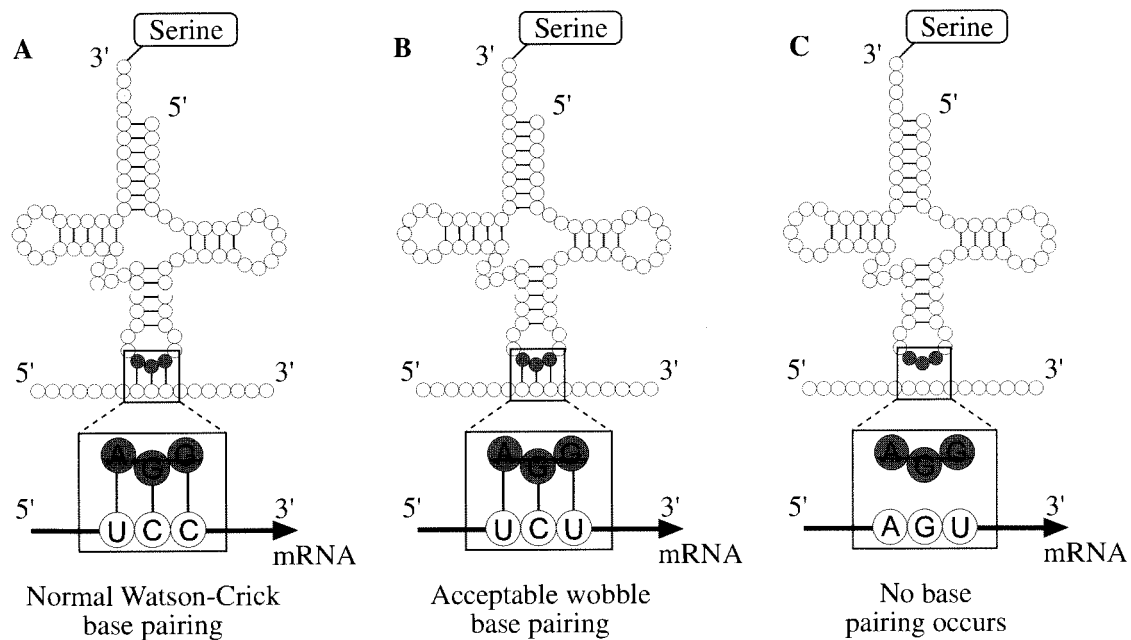 A
Serine
3'
5'
5'
3'
A G G
5'
U C C
3'
mRNA
Normal Watson-Crick
base pairing
B
Serine
3'
5'
5'
3'
A G G
5'
U C U
3'
mRNA
Acceptable wobble
base pairing
C
Serine
3'
5'
5'
3'
A G G
5'
A G U
3'
mRNA
No base
pairing occurs